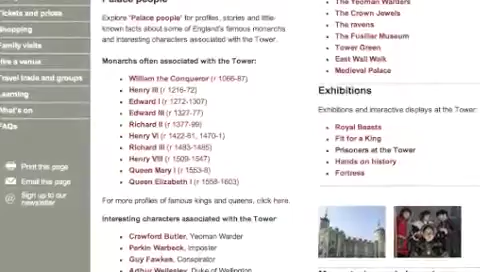 Tickets and prices
Shopping
Family visits
Hire a venue
Travel trade and groups
Learning
What's on
FAQs
Print this page
Email this page
Sign up to our
newsletter
Palace people
Explore 'Palace people' for profiles, stories and little-
known facts about some of England's famous monarchs
and interesting characters associated with the Tower.
Monarchs often associated with the Tower:
William the Conqueror (r 1066-87)
Henry III (r 1216-72)
Edward I (r 1272-1307)
Edward III (r 1327-77)
Richard II (r 1377-99)
Henry VI (r 1422-61, 1470-1)
Richard III (r 1483-1485)
Henry VIII (r 1509-1547)
Queen Mary I (r 1553-8)
Queen Elizabeth I (r 1558-1603)
For more profiles of famous kings and queens, click here.
Interesting characters associated with the Tower
Crawford Butler, Yeoman Warder
Perkin Warbeck, Imposter
Guy Fawkes, Conspirator
Arthur Wellesley, Duke of Wellington
The Yeoman Warders
The Crown Jewels
The ravens
The Fusilier Museum
Tower Green
East Wall Walk
Medieval Palace
Exhibitions
Exhibitions and interactive displays at the Tower:
Royal Beasts
Fit for a King
Prisoners at the Tower
Hands on history
Fortress